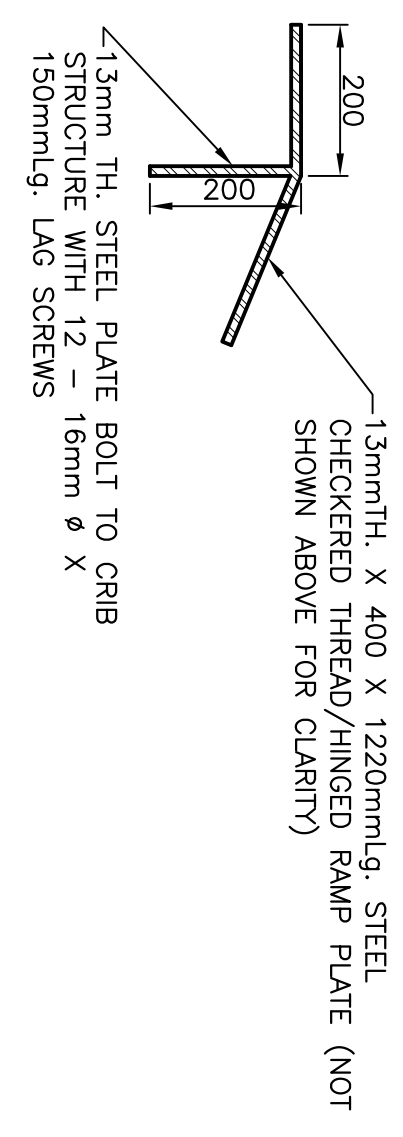 200
200
13mmTH. X 400 X 1220mmLg. STEEL
CHECKERED THREAD/HINGED RAMP PLATE (NOT
SHOWN ABOVE FOR CLARITY)
13mm TH. STEEL PLATE BOLT TO CRIB
STRUCTURE WITH 12 – 16mm ø X
150mmLg. LAG SCREWS